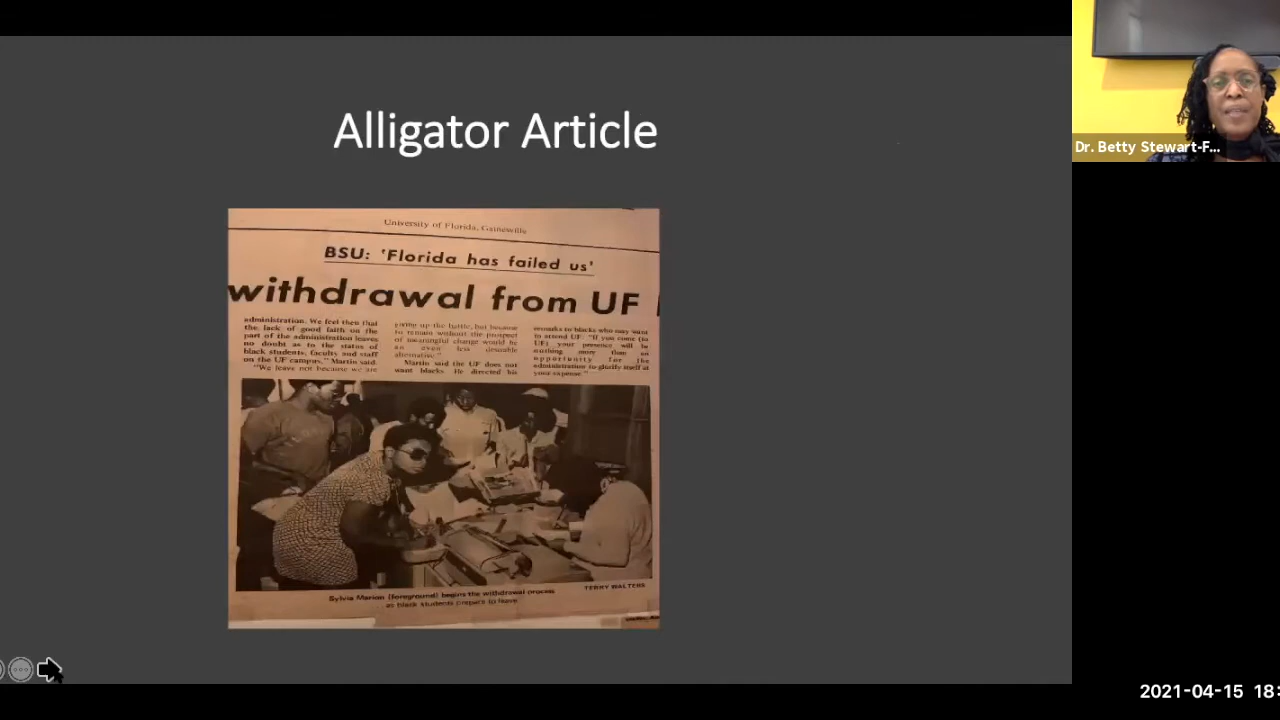 Alligator Article
University of Florida, Gainesville
BSU: 'Florida has failed us'
withdrawal from UF
administration. We feel then that
the lack of good faith on the
part of the administration leaves
no doubt as to the status of
black students, faculty and staff
on the UF campus," Martin said.
"We leave not because we are
giving up the battle, but because
to remain without the prospect
of meaningful change would be
an even less desirable
alternative."
Martin said the UF does not
want blacks. He directed his
remarks to blacks who may want
to attend UF: "If you come (to
UF) your presence will be
nothing more than an
opportunity for the
administration to glorify itself at
your expense."
TERRY WALTERS
Sylvia Marion (foreground) begins the withdrawal process
. . . as black students prepare to leave
Dr. Betty Stewart-F...
2021-04-15 18: